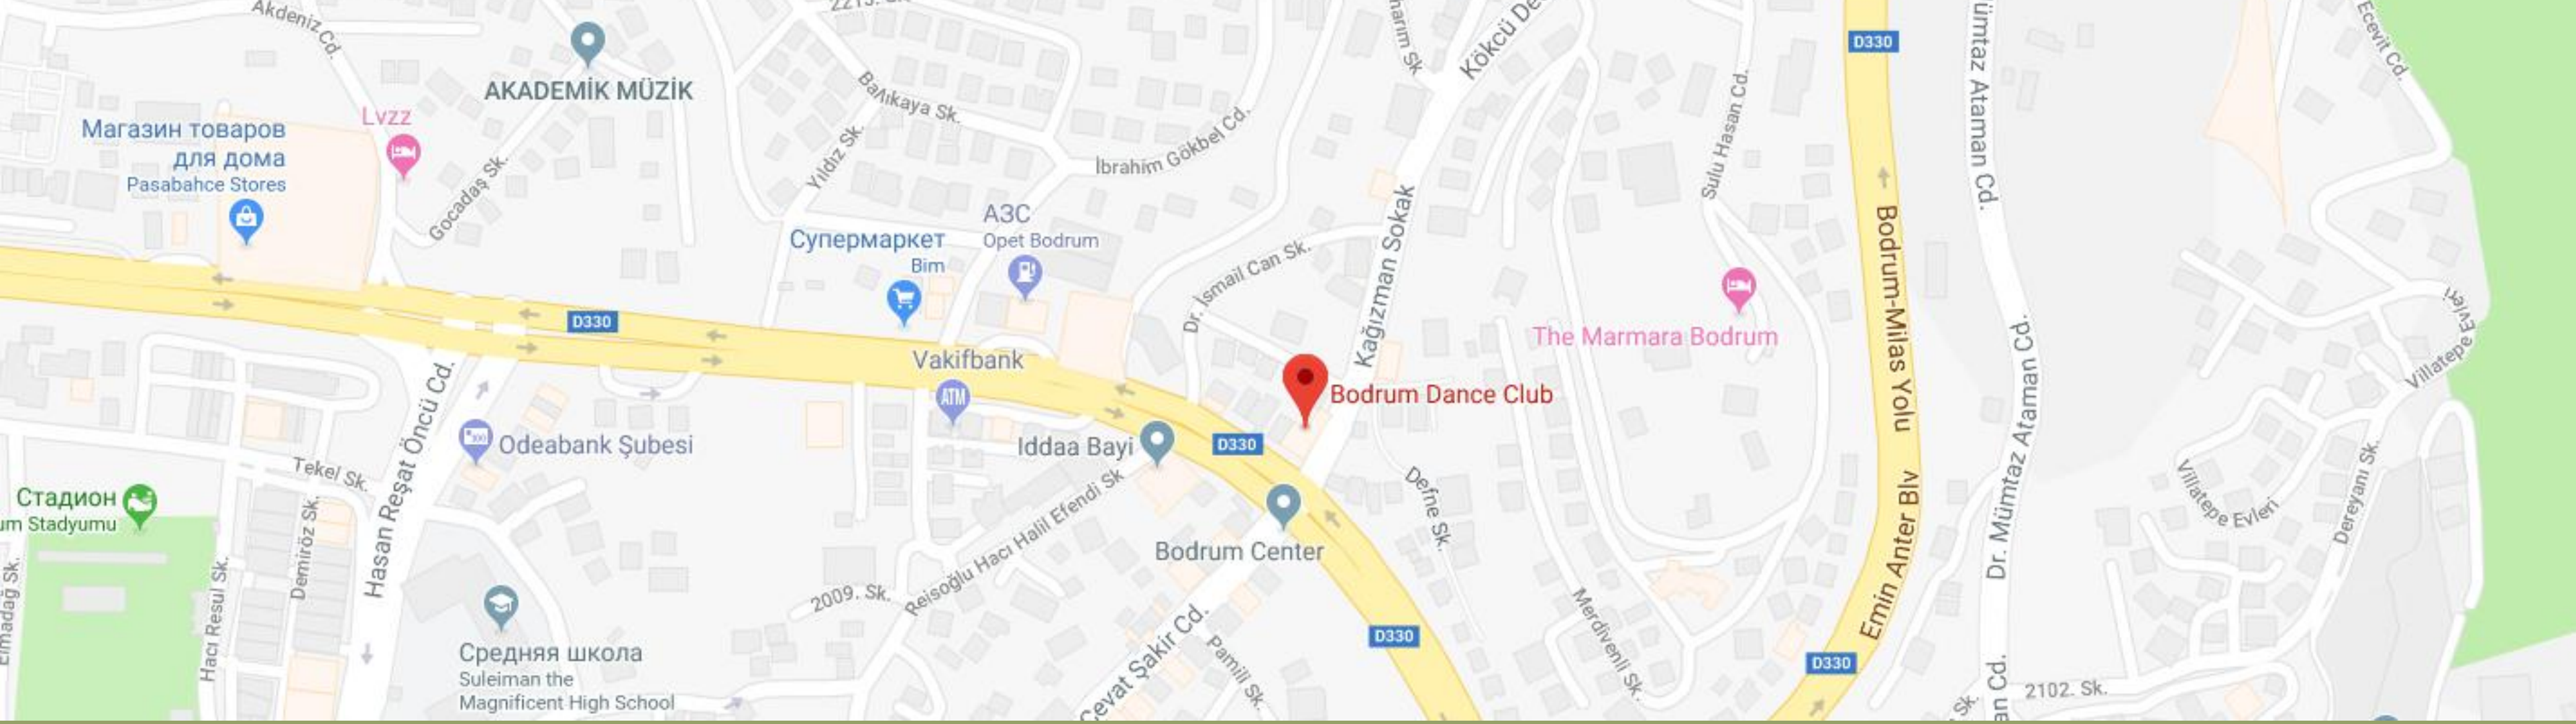 Akdeniz Cd.
AKADEMİK MÜZİK
Lvzz
Магазин товаров
для дома
Pasabahce Stores
Gocadaş Sk.
Balıkaya Sk.
Yıldız Sk.
İbrahim Gökbel Cd.
Супермаркет
Bim
АЗС
Opet Bodrum
Dr. İsmail Can Sk.
Kağızman Sokak
Sulu Hasan Cd.
D330
Ecevit Cd.
The Marmara Bodrum
Bodrum-Milas Yolu
Dr. Mümtaz Ataman Cd.
Villatepe Evleri
D330
Vakifbank
ATM
Bodrum Dance Club
D330
Iddaa Bayi
Odeabank Şubesi
Hasan Reşat Öncü Cd.
Tekel Sk.
Стадион
um Stadyumu
Demiröz Sk.
Hacı Resul Sk.
Elmadağ Sk.
Reisoğlu Hacı Halil Efendi Sk
2009. Sk.
Bodrum Center
Defne Sk.
Emin Anter Blv
Villatepe Evleri
Dereyanı Sk.
Средняя школа
Suleiman the
Magnificent High School
Cevat Şakir Cd.
Pamili Sk.
D330
Merdivenli Sk.
D330
2102. Sk.